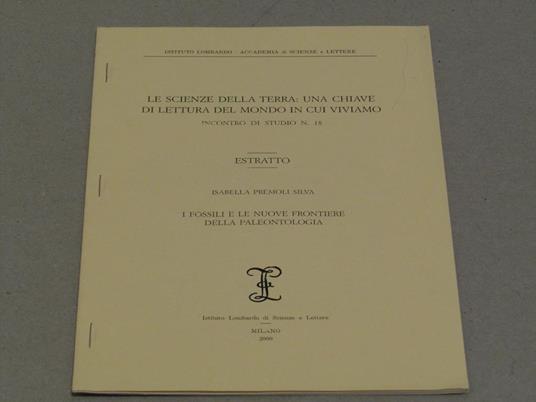 ISTITUTO LOMBARDO - ACCADEMIA di SCIENZE e LETTERE
LE SCIENZE DELLA TERRA: UNA CHIAVE
DI LETTURA DEL MONDO IN CUI VIVIAMO
INCONTRO DI STUDIO N. 18
ESTRATTO
ISABELLA PREMOLI SILVA
I FOSSILI E LE NUOVE FRONTIERE
DELLA PALEONTOLOGIA
Istituto Lombardo di Scienze e Lettere
MILANO
2000